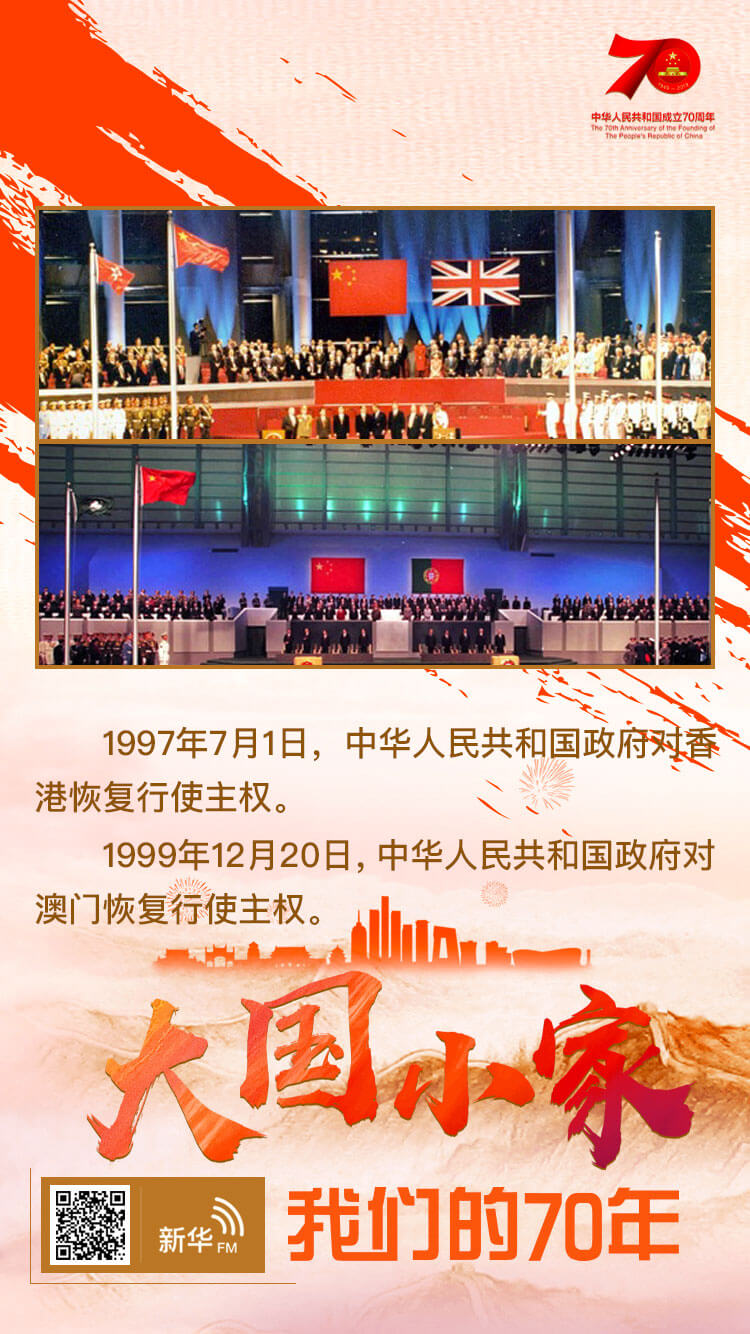 70
1949-2019
中华人民共和国成立70周年
The 70th Anniversary of the Founding of
The People's Republic of China
1997年7月1日，中华人民共和国政府对香
港恢复行使主权。
1999年12月20日，中华人民共和国政府对
澳门恢复行使主权。
大国小家
新华FM
我们的70年